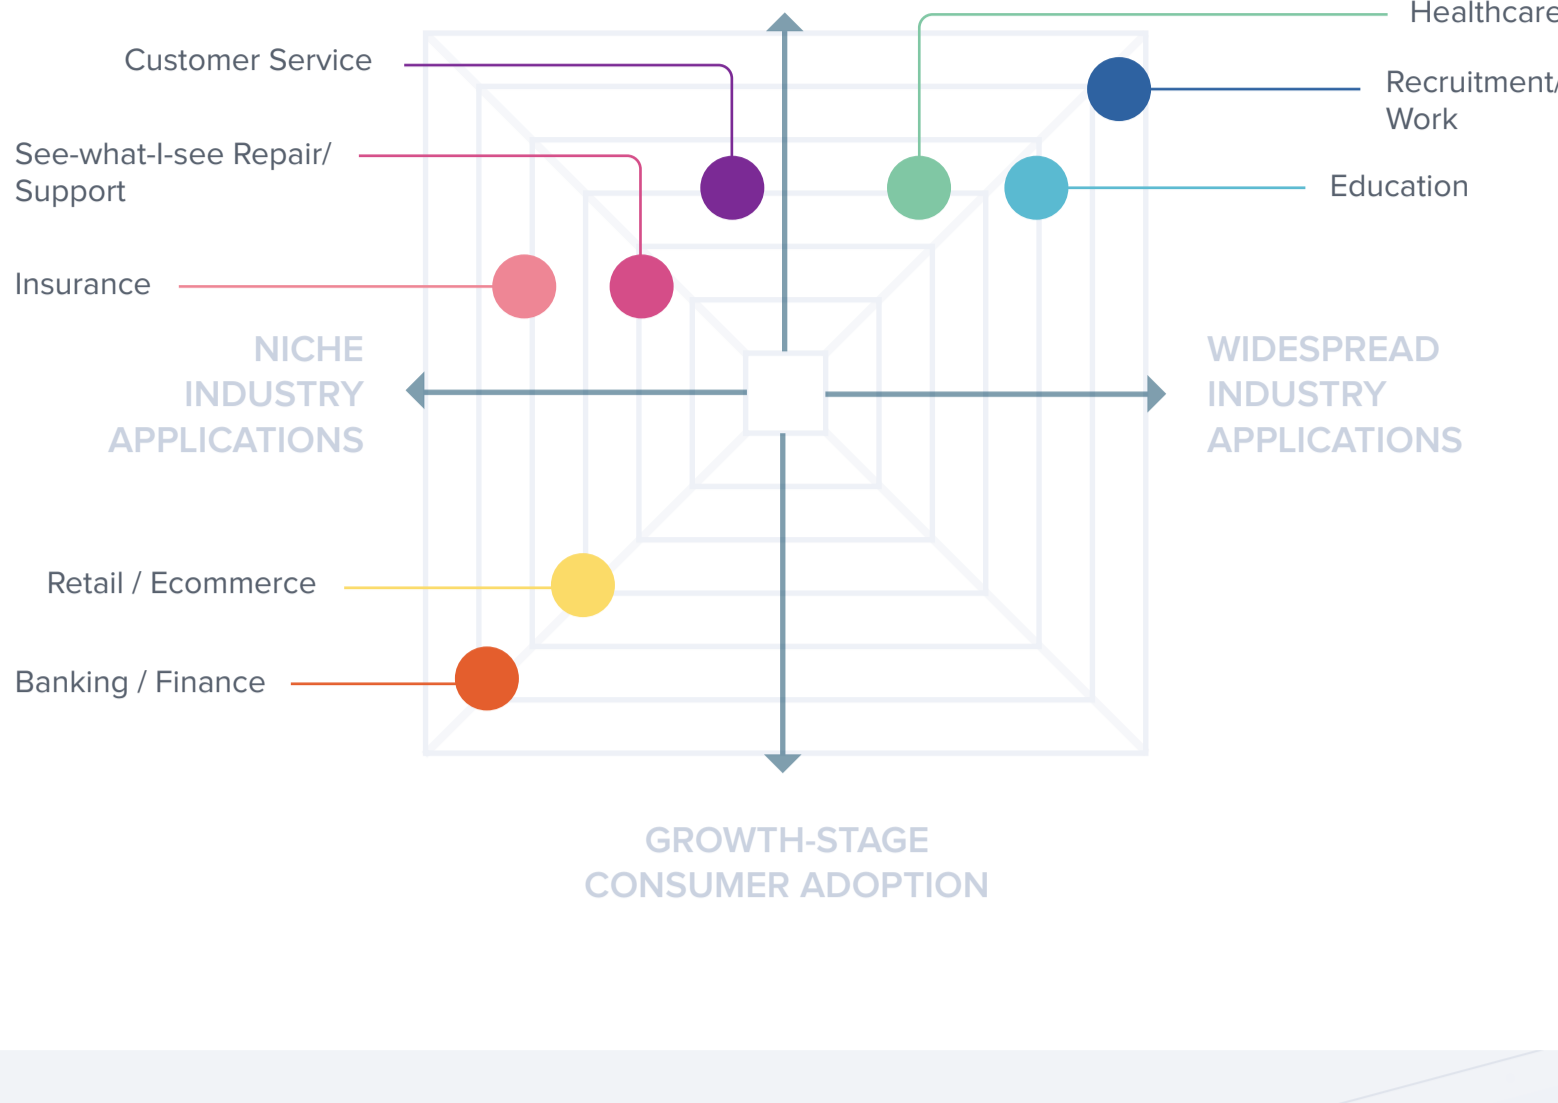 Healthcare
Customer Service
Recruitment/
Work
See-what-I-see Repair/
Support
Education
Insurance
NICHE
INDUSTRY
APPLICATIONS
WIDESPREAD
INDUSTRY
APPLICATIONS
Retail / Ecommerce
Banking / Finance
GROWTH-STAGE
CONSUMER ADOPTION